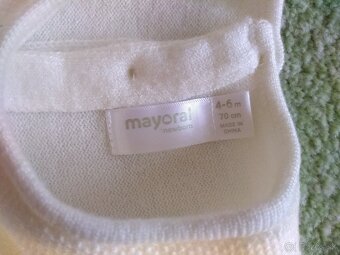 mayoral
newborn
4-6 m
70 cm
MADE IN
CHINA